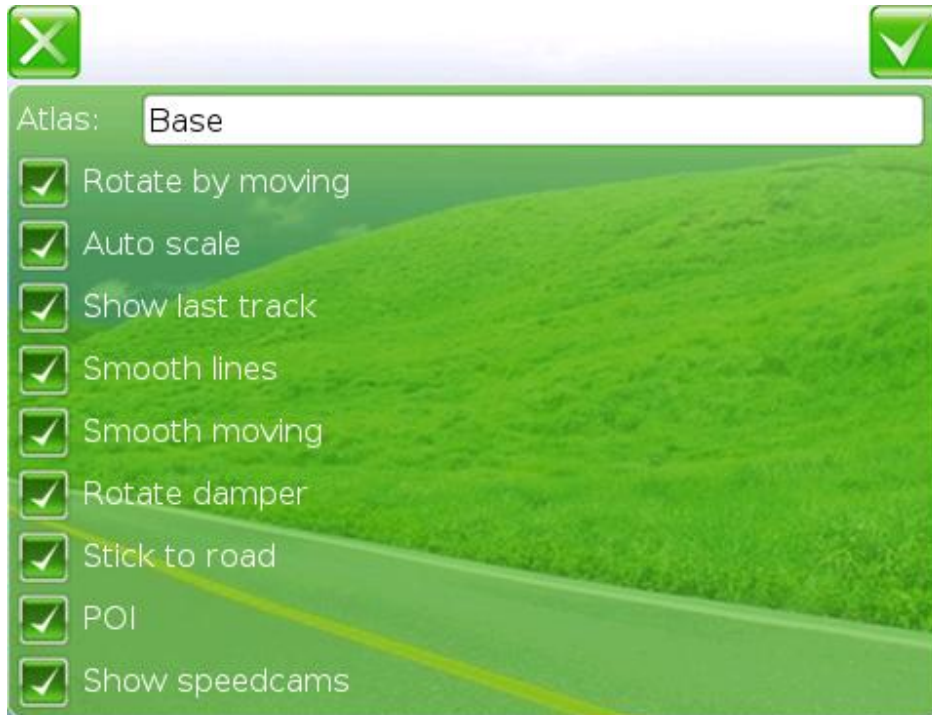 Atlas: Base
Rotate by moving
Auto scale
Show last track
Smooth lines
Smooth moving
Rotate damper
Stick to road
POI
Show speedcams